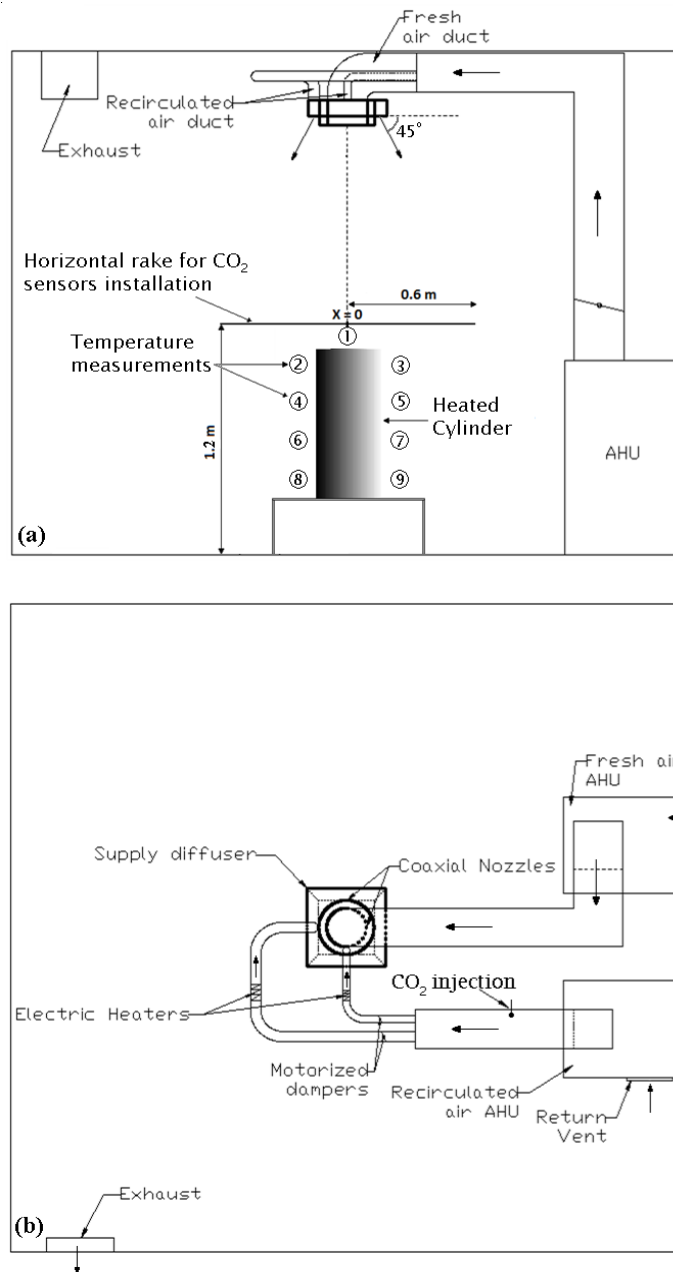 Fresh
air duct
Recirculated
air duct
Exhaust
45°
Horizontal rake for CO₂
sensors installation
0.6 m
X = 0
1
Temperature
measurements
2
3
4
5
Heated
Cylinder
6
7
8
9
1.2 m
AHU
(a)
Fresh air
AHU
Supply diffuser
Coaxial Nozzles
CO₂ injection
Electric Heaters
Motorized
dampers
Recirculated
air AHU
Return
Vent
Exhaust
(b)